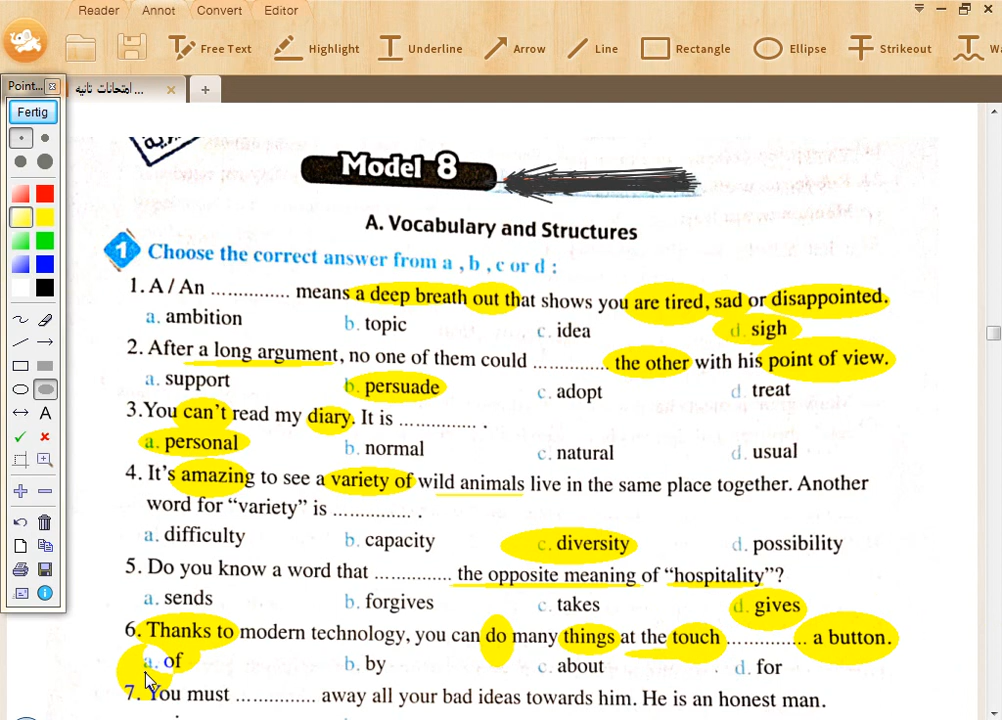 Reader Annot Convert Editor
Free Text Highlight Underline Arrow Line Rectangle Ellipse Strikeout
Point... امتحانات تانيه ...
Fertig
Model 8
A. Vocabulary and Structures
1 Choose the correct answer from a , b , c or d :
1. A / An ............... means a deep breath out that shows you are tired, sad or disappointed.
a. ambition b. topic c. idea d. sigh
2. After a long argument, no one of them could ............... the other with his point of view.
a. support b. persuade c. adopt d. treat
3. You can't read my diary. It is ............... .
a. personal b. normal c. natural d. usual
4. It's amazing to see a variety of wild animals live in the same place together. Another
word for “variety” is ............... .
a. difficulty b. capacity c. diversity d. possibility
5. Do you know a word that ............... the opposite meaning of “hospitality”?
a. sends b. forgives c. takes d. gives
6. Thanks to modern technology, you can do many things at the touch ............... a button.
a. of b. by c. about d. for
7. You must ............... away all your bad ideas towards him. He is an honest man.